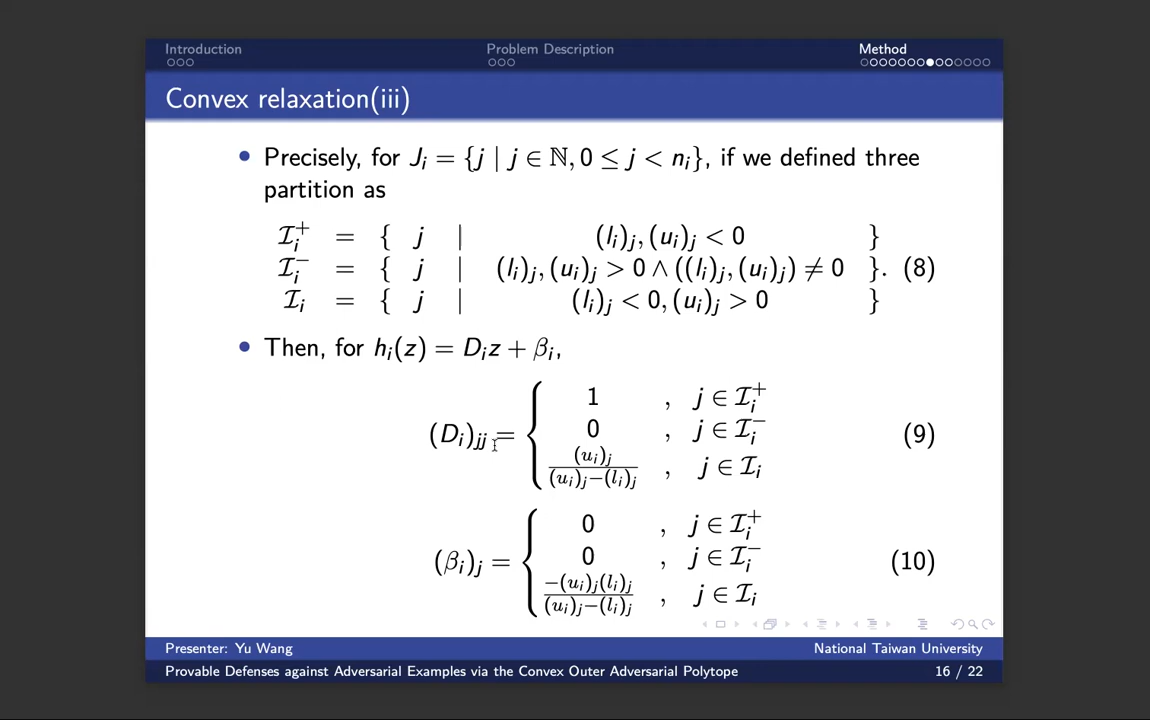 Introduction Problem Description Method
Convex relaxation(iii)
• Precisely, for J_i = {j | j ∈ ℕ, 0 ≤ j < n_i}, if we defined three
partition as
I_i^+ = { j | (l_i)_j, (u_i)_j < 0 }
I_i^- = { j | (l_i)_j, (u_i)_j > 0 ∧ ((l_i)_j, (u_i)_j) ≠ 0 }. (8)
I_i = { j | (l_i)_j < 0, (u_i)_j > 0 }
• Then, for h_i(z) = D_i z + β_i,
(D_i)_jj = { 1 , j ∈ I_i^+
0 , j ∈ I_i^- (9)
(u_i)_j / ((u_i)_j − (l_i)_j) , j ∈ I_i
(β_i)_j = { 0 , j ∈ I_i^+
0 , j ∈ I_i^- (10)
−(u_i)_j(l_i)_j / ((u_i)_j − (l_i)_j) , j ∈ I_i
Presenter: Yu Wang National Taiwan University
Provable Defenses against Adversarial Examples via the Convex Outer Adversarial Polytope 16 / 22